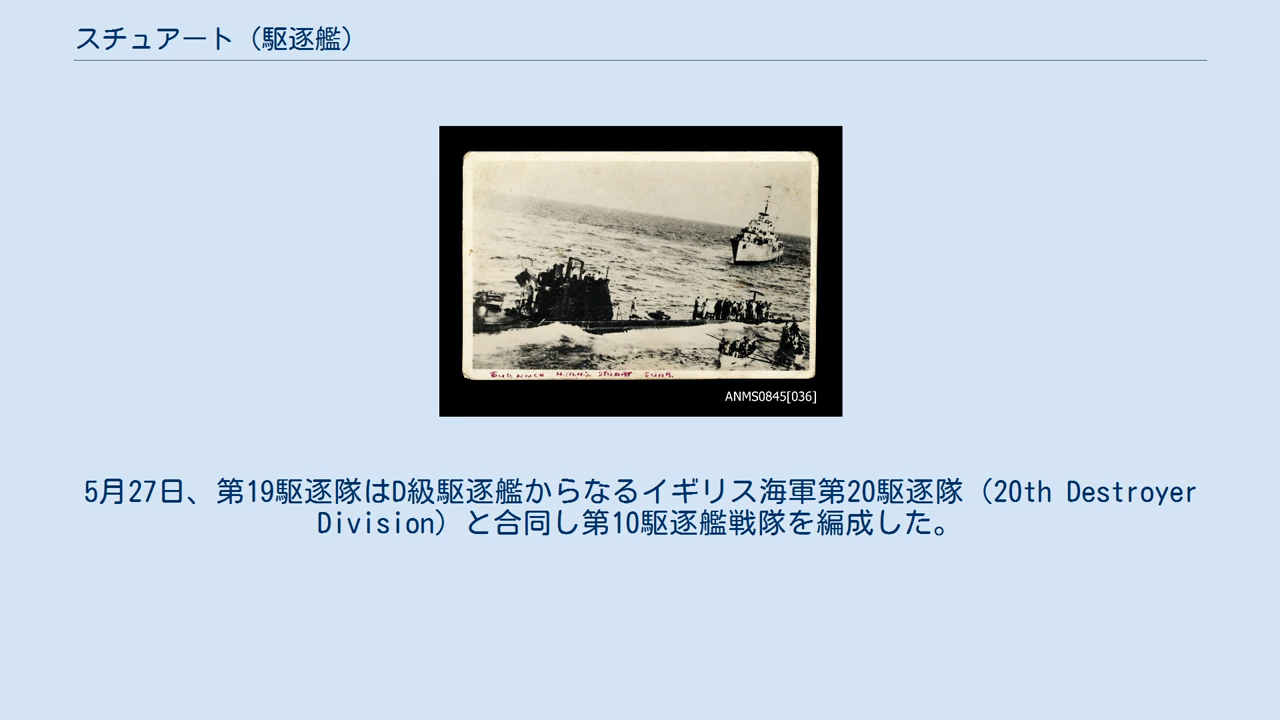 スチュアート（駆逐艦）
H.M.A.S. STUART SUNK.
ANMS0845[036]
5月27日、第19駆逐隊はD級駆逐艦からなるイギリス海軍第20駆逐隊（20th Destroyer
Division）と合同し第10駆逐艦戦隊を編成した。